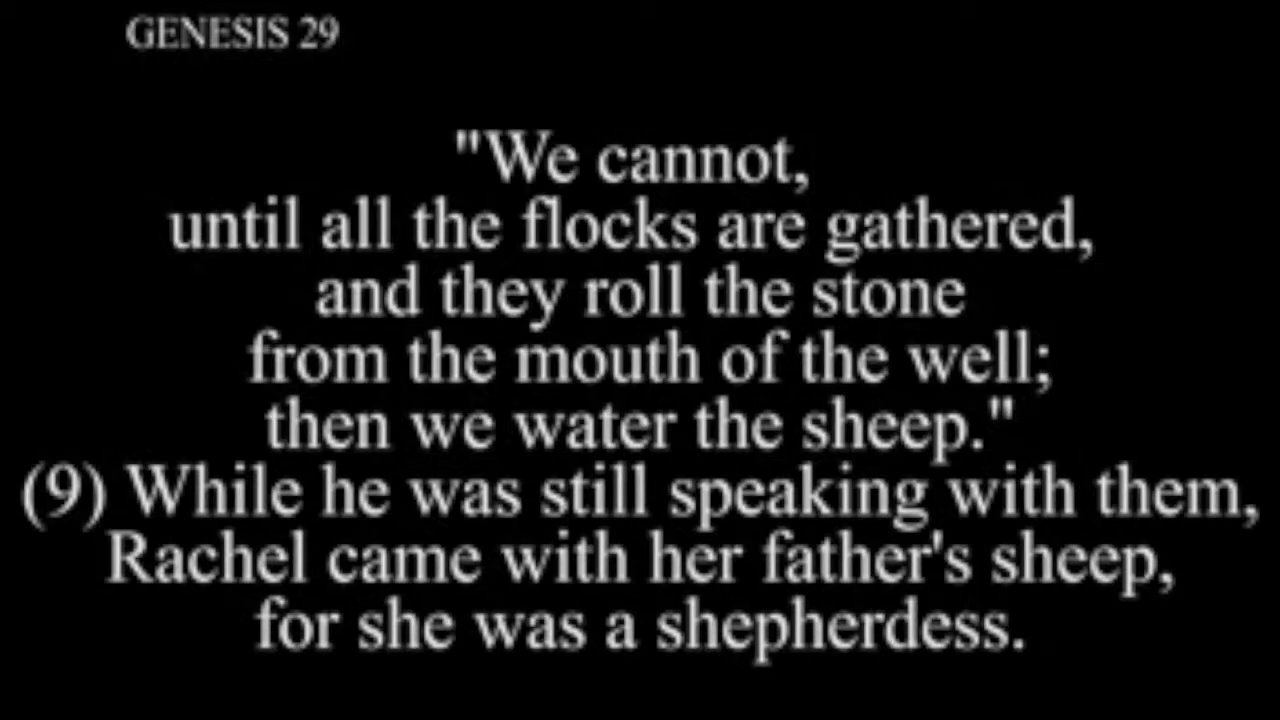 GENESIS 29
"We cannot,
until all the flocks are gathered,
and they roll the stone
from the mouth of the well;
then we water the sheep."
(9) While he was still speaking with them,
Rachel came with her father's sheep,
for she was a shepherdess.